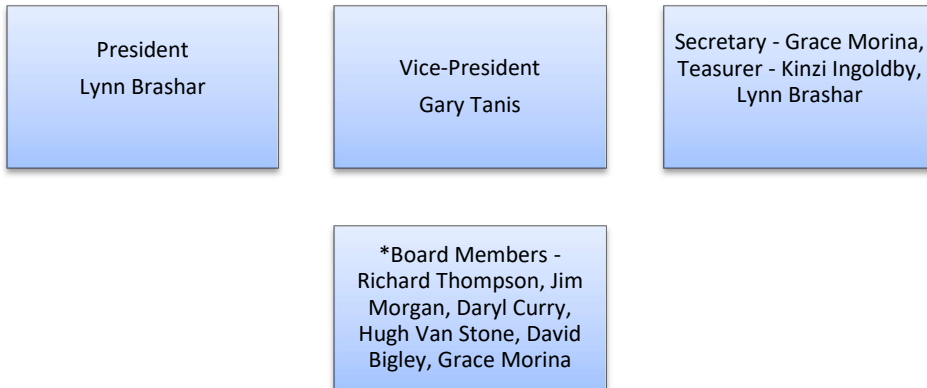 President
Lynn Brashar
Vice-President
Gary Tanis
Secretary - Grace Morina,
Teasurer - Kinzi Ingoldby,
Lynn Brashar
*Board Members -
Richard Thompson, Jim
Morgan, Daryl Curry,
Hugh Van Stone, David
Bigley, Grace Morina